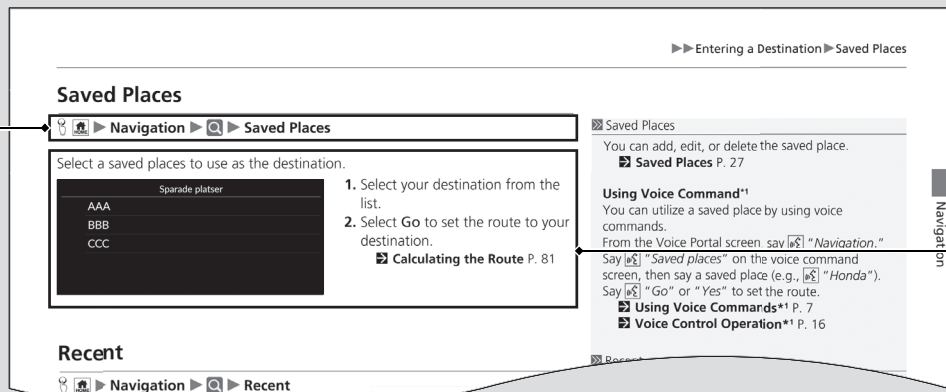 ▶▶Entering a Destination▶Saved Places
Saved Places
HOME ▶ Navigation ▶ ▶ Saved Places
Select a saved places to use as the destination.
Sparade platser
AAA
BBB
CCC
1. Select your destination from the
list.
2. Select Go to set the route to your
destination.
Calculating the Route P. 81
Saved Places
You can add, edit, or delete the saved place.
Saved Places P. 27
Using Voice Command*1
You can utilize a saved place by using voice
commands.
From the Voice Portal screen, say "Navigation."
Say "Saved places" on the voice command
screen, then say a saved place (e.g., "Honda").
Say "Go" or "Yes" to set the route.
Using Voice Commands*1 P. 7
Voice Control Operation*1 P. 16
Navigation
Recent
HOME ▶ Navigation ▶ ▶ Recent